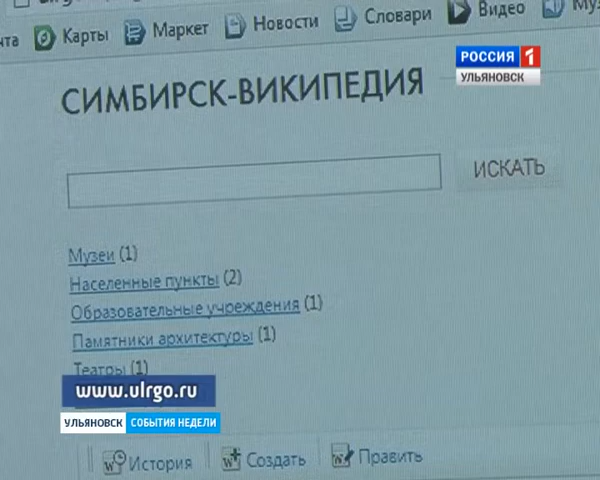 Карты Маркет Новости Словари Видео
РОССИЯ 1
УЛЬЯНОВСК
СИМБИРСК-ВИКИПЕДИЯ
ИСКАТЬ
Музеи (1)
Населенные пункты (2)
Образовательные учреждения (1)
Памятники архитектуры (1)
Театры (1)
www.ulrgo.ru
УЛЬЯНОВСК СОБЫТИЯ НЕДЕЛИ
История Создать Править